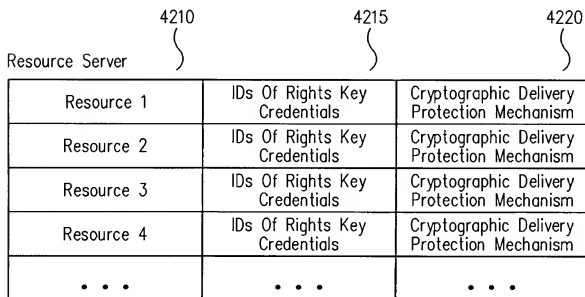 4210 4215 4220
Resource Server
Resource 1 IDs Of Rights Key Credentials Cryptographic Delivery Protection Mechanism
Resource 2 IDs Of Rights Key Credentials Cryptographic Delivery Protection Mechanism
Resource 3 IDs Of Rights Key Credentials Cryptographic Delivery Protection Mechanism
Resource 4 IDs Of Rights Key Credentials Cryptographic Delivery Protection Mechanism
• • • • • • • • •